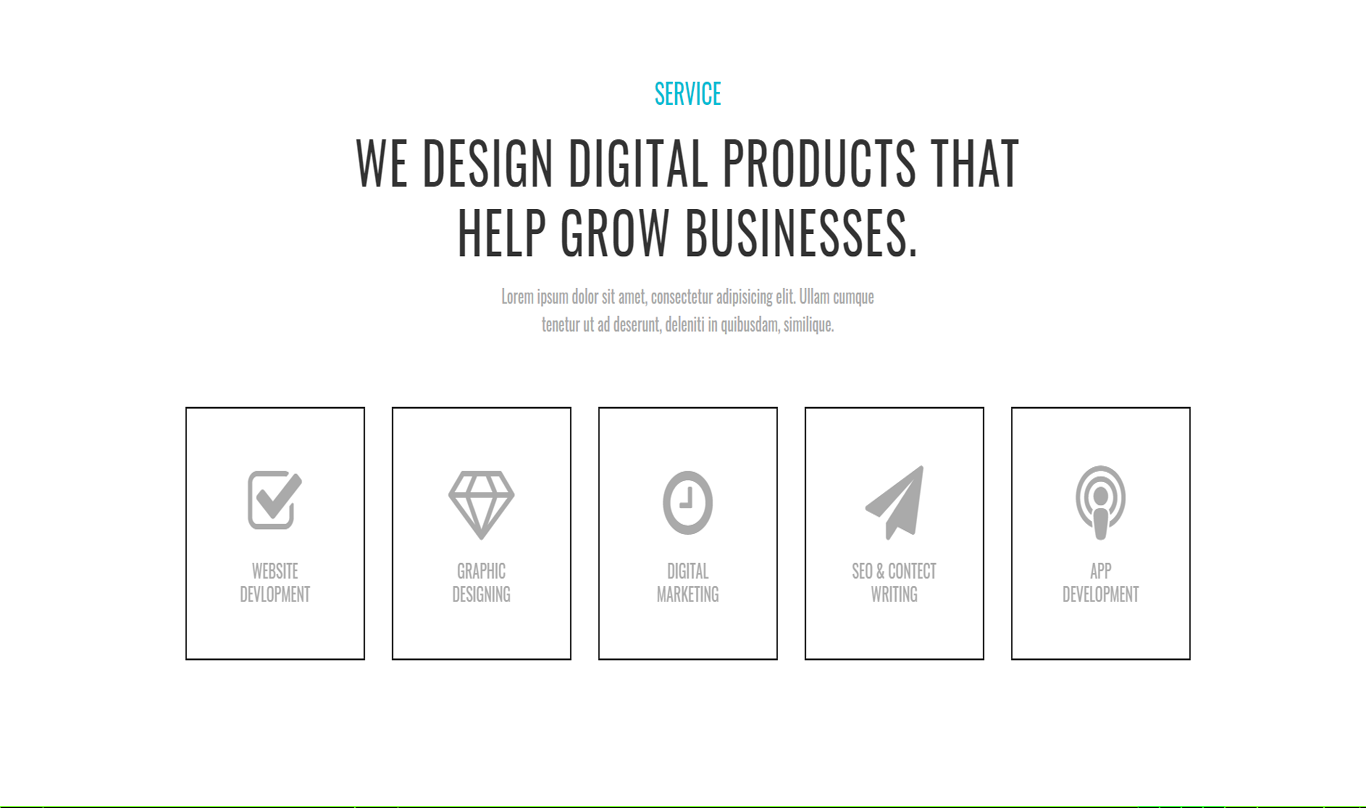 SERVICE
WE DESIGN DIGITAL PRODUCTS THAT
HELP GROW BUSINESSES.
Lorem ipsum dolor sit amet, consectetur adipisicing elit. Ullam cumque
tenetur ut ad deserunt, deleniti in quibusdam, similique.
WEBSITE
DEVLOPMENT
GRAPHIC
DESIGNING
DIGITAL
MARKETING
SEO & CONTECT
WRITING
APP
DEVELOPMENT